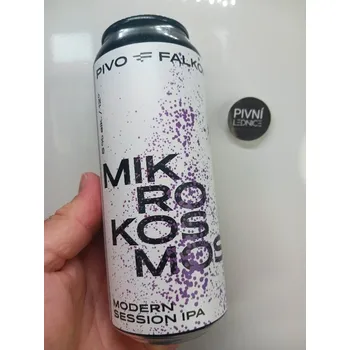 PIVO FALKO
MIK
RO
KOS
MOS
MODERN
SESSION IPA
PIVNÍ
LEDNICE